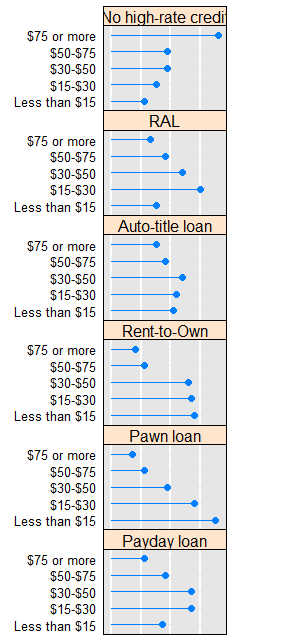 No high-rate credit
$75 or more
$50-$75
$30-$50
$15-$30
Less than $15
RAL
$75 or more
$50-$75
$30-$50
$15-$30
Less than $15
Auto-title loan
$75 or more
$50-$75
$30-$50
$15-$30
Less than $15
Rent-to-Own
$75 or more
$50-$75
$30-$50
$15-$30
Less than $15
Pawn loan
$75 or more
$50-$75
$30-$50
$15-$30
Less than $15
Payday loan
$75 or more
$50-$75
$30-$50
$15-$30
Less than $15